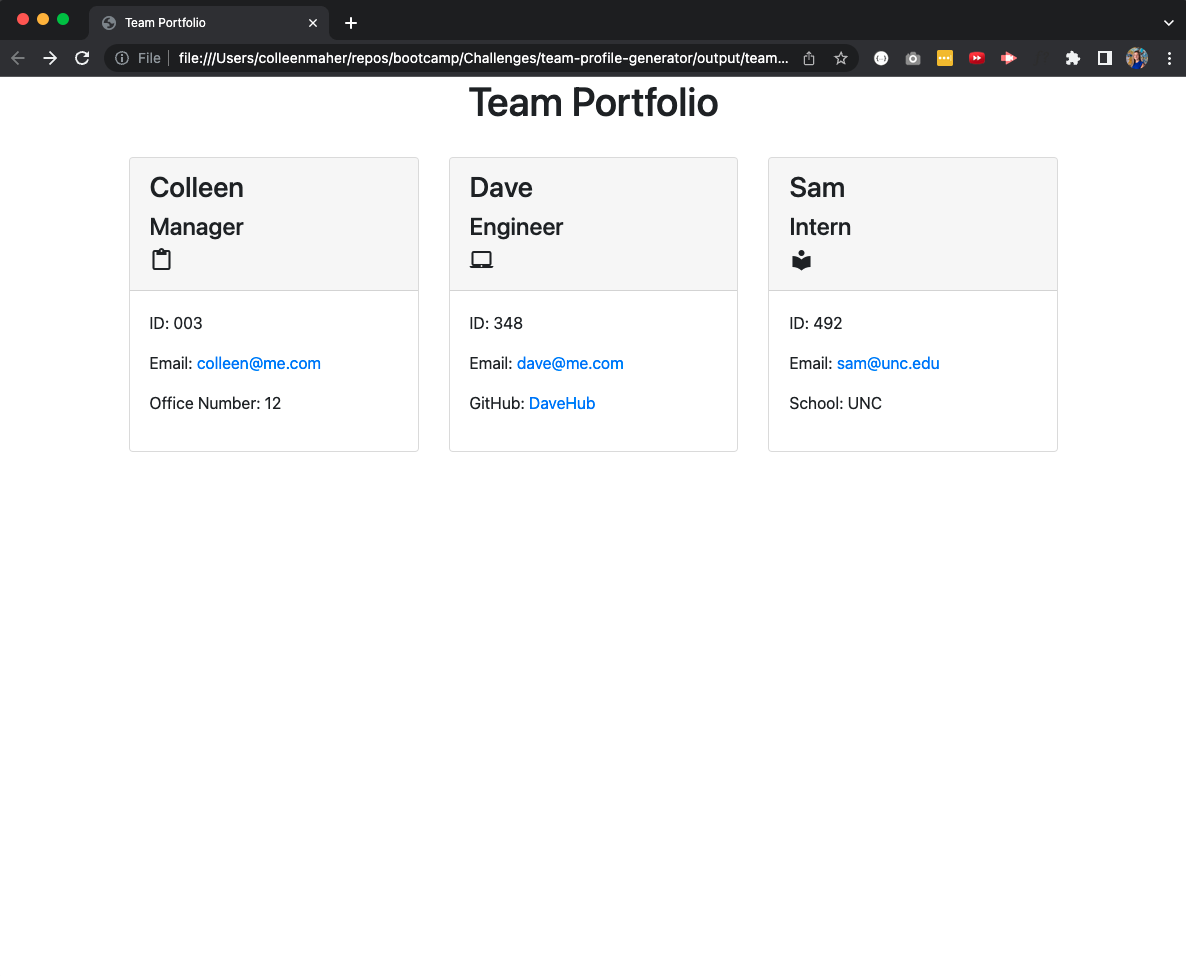 Team Portfolio
File
file:///Users/colleenmaher/repos/bootcamp/Challenges/team-profile-generator/output/team...
Team Portfolio
Colleen
Manager
ID: 003
Email: colleen@me.com
Office Number: 12
Dave
Engineer
ID: 348
Email: dave@me.com
GitHub: DaveHub
Sam
Intern
ID: 492
Email: sam@unc.edu
School: UNC